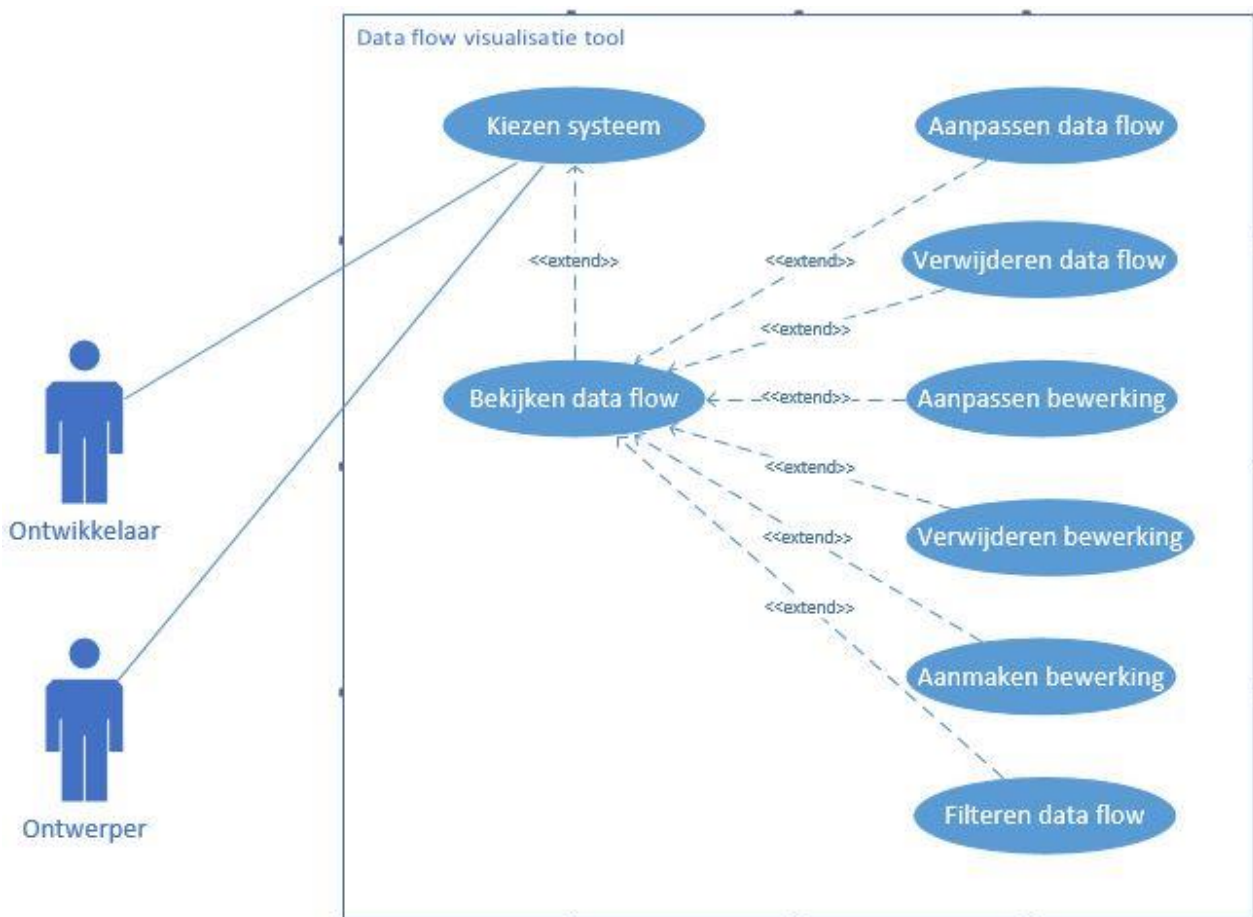 Data flow visualisatie tool
Kiezen systeem
Aanpassen data flow
<<extend>>
<<extend>>
Verwijderen data flow
<<extend>>
Bekijken data flow
<<extend>>
Aanpassen bewerking
<<extend>>
Ontwikkelaar
<<extend>>
Verwijderen bewerking
<<extend>>
Aanmaken bewerking
Ontwerper
Filteren data flow